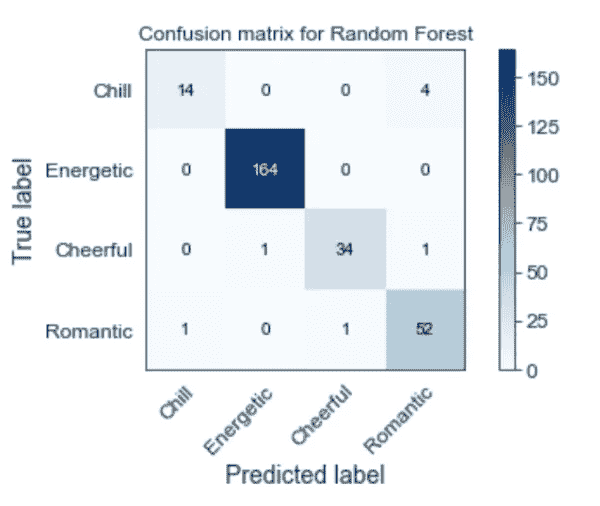 Confusion matrix for Random Forest
True label
Chill 14 0 0 4
Energetic 0 164 0 0
Cheerful 0 1 34 1
Romantic 1 0 1 52
Chill Energetic Cheerful Romantic
Predicted label
150
125
100
75
50
25
0